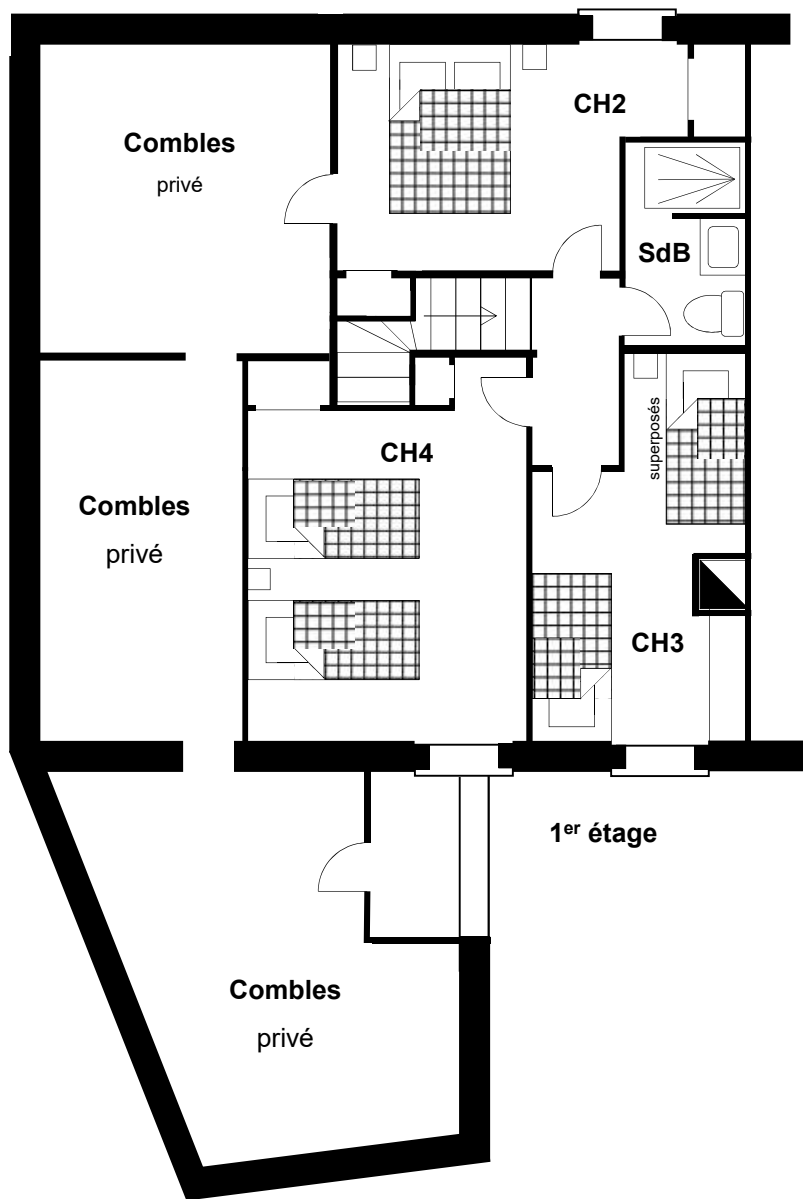 CH2
Combles
privé
SdB
superposés
CH4
Combles
privé
CH3
1er étage
Combles
privé